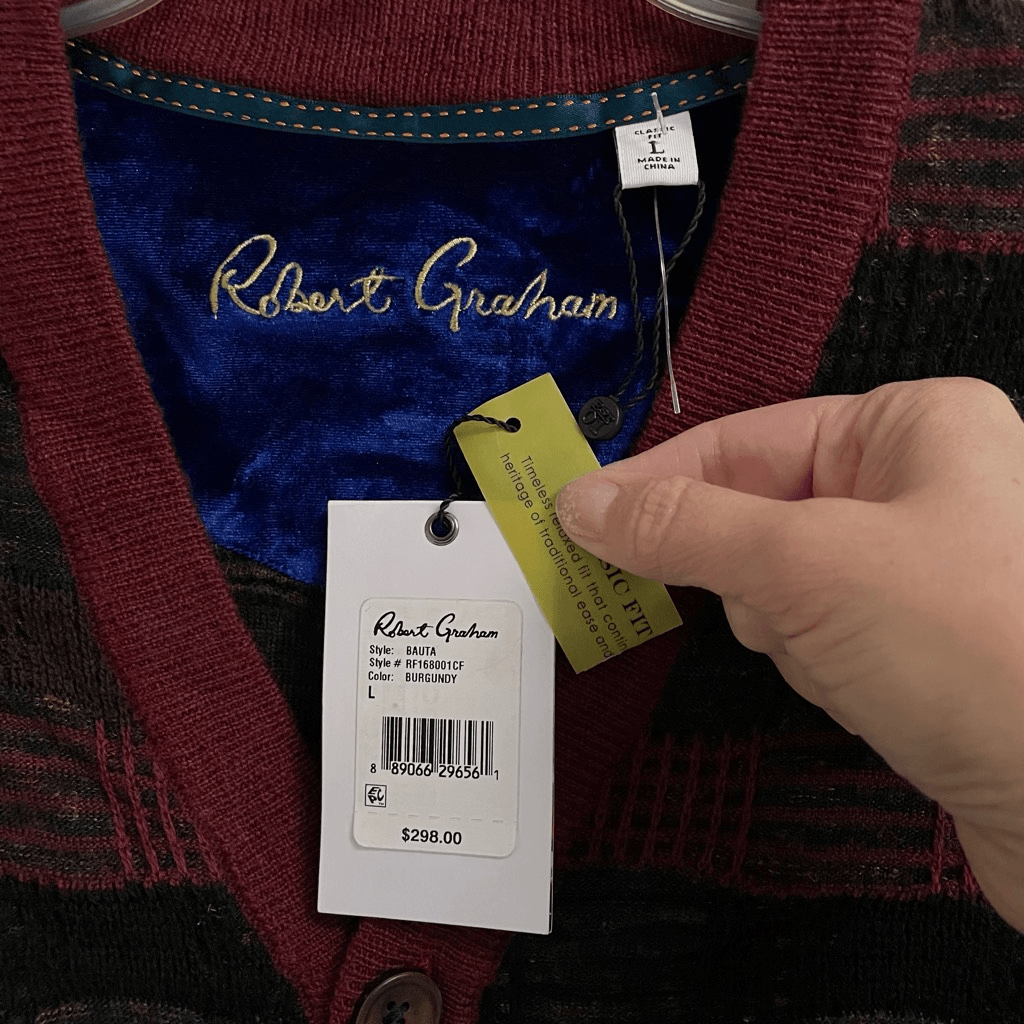 CLASSIC
FIT
L
MADE IN
CHINA
Robert Graham
Timeless relaxed fit that contin
heritage of traditional ease and
SIC FIT
Robert Graham
Style: BAUTA
Style # RF168001CF
Color: BURGUNDY
L
8 89066 29656 1
$298.00